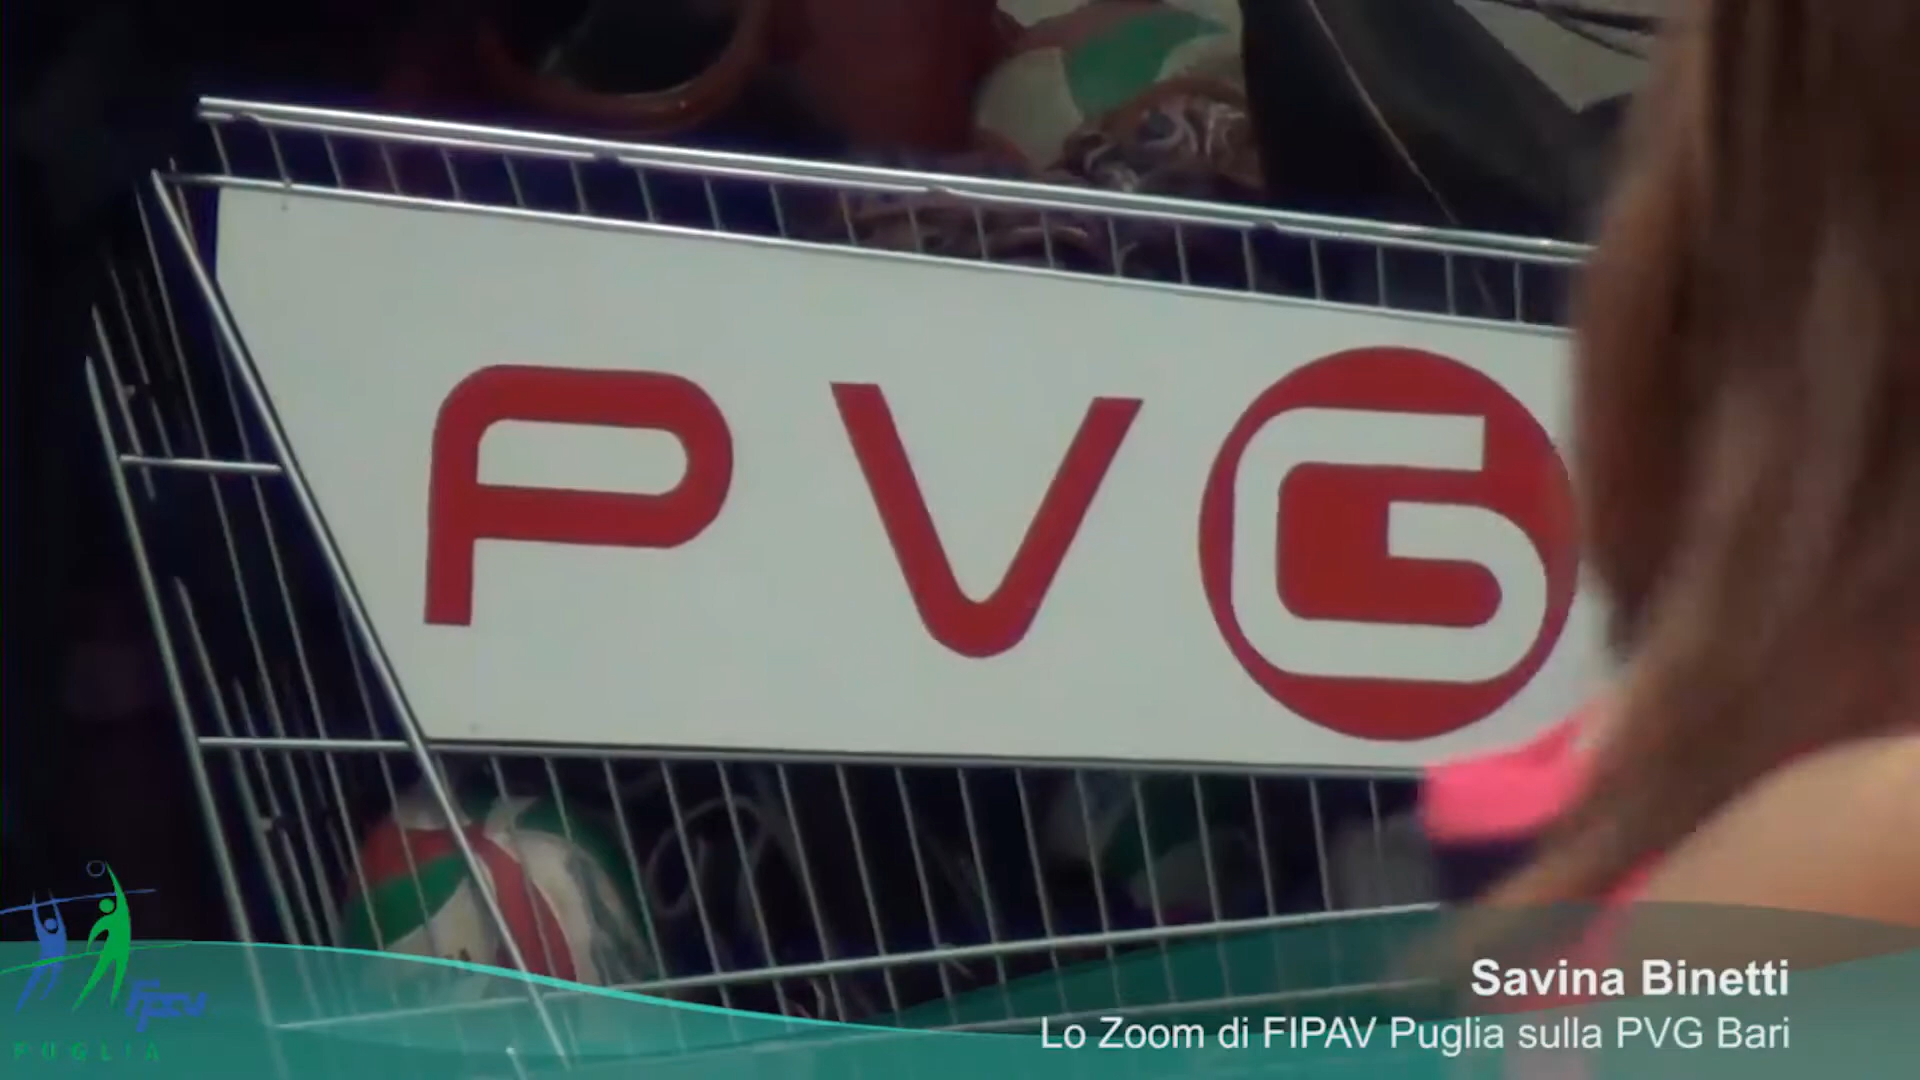 PVG
Fipav
PUGLIA
Savina Binetti
Lo Zoom di FIPAV Puglia sulla PVG Bari